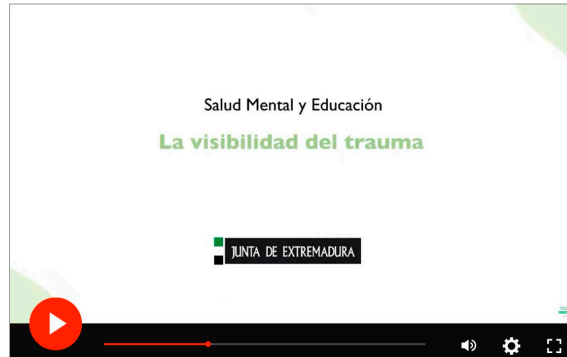 Salud Mental y Educación
La visibilidad del trauma
JUNTA DE EXTREMADURA